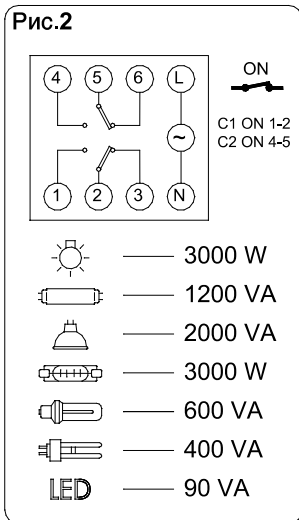 Рис.2
4 5 6 L
ON
~
C1 ON 1-2
C2 ON 4-5
1 2 3 N
3000 W
1200 VA
2000 VA
3000 W
600 VA
400 VA
LED 90 VA